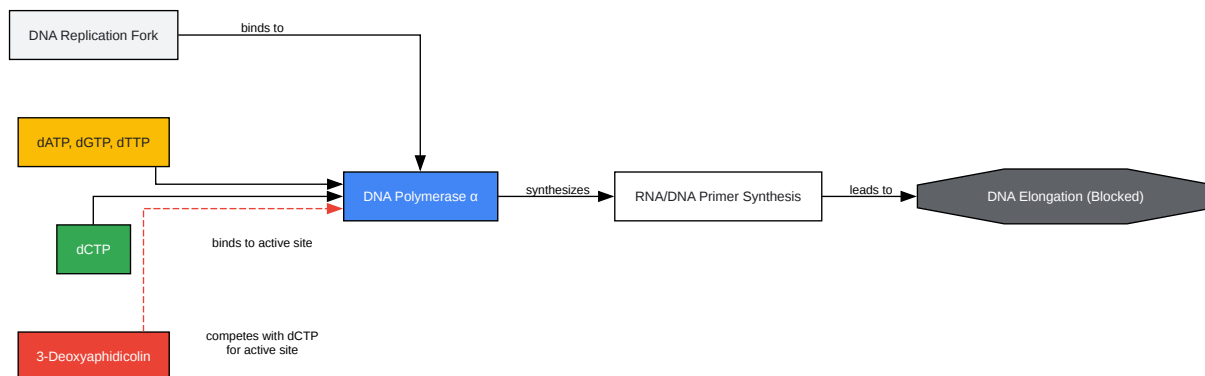 DNA Replication Fork
binds to
dATP, dGTP, dTTP
DNA Polymerase α
synthesizes
RNA/DNA Primer Synthesis
leads to
DNA Elongation (Blocked)
dCTP
binds to active site
3-Deoxyaphidicolin
competes with dCTP
for active site